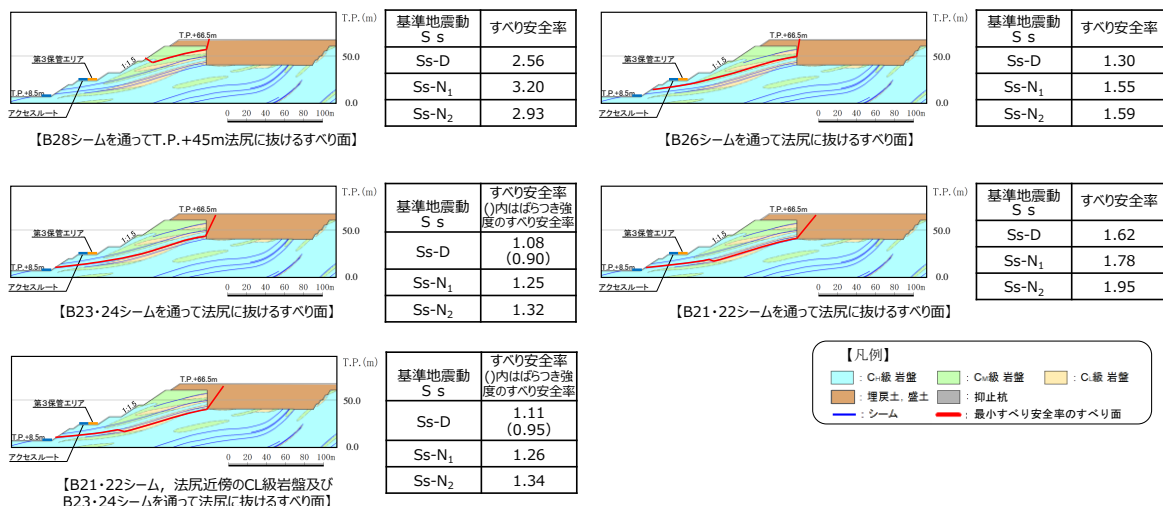 T.P.(m)
T.P.+66.5m
50.0
第3保管エリア
1:1.5
T.P.+8.5m
0.0
アクセスルート
0 20 40 60 80 100m
【B28シームを通ってT.P.+45m法尻に抜けるすべり面】
基準地震動
Ｓｓ
すべり安全率
Ss-D 2.56
Ss-N1 3.20
Ss-N2 2.93
T.P.(m)
T.P.+66.5m
50.0
第3保管エリア
1:1.5
T.P.+8.5m
0.0
アクセスルート
0 20 40 60 80 100m
【B26シームを通って法尻に抜けるすべり面】
基準地震動
Ｓｓ
すべり安全率
Ss-D 1.30
Ss-N1 1.55
Ss-N2 1.59
T.P.(m)
T.P.+66.5m
50.0
第3保管エリア
1:1.5
T.P.+8.5m
0.0
アクセスルート
0 20 40 60 80 100m
【B23・24シームを通って法尻に抜けるすべり面】
基準地震動
Ｓｓ
すべり安全率
()内はばらつき強
度のすべり安全率
Ss-D 1.08
(0.90)
Ss-N1 1.25
Ss-N2 1.32
T.P.(m)
T.P.+66.5m
50.0
第3保管エリア
1:1.5
T.P.+8.5m
0.0
アクセスルート
0 20 40 60 80 100m
【B21・22シームを通って法尻に抜けるすべり面】
基準地震動
Ｓｓ
すべり安全率
Ss-D 1.62
Ss-N1 1.78
Ss-N2 1.95
T.P.(m)
T.P.+66.5m
50.0
第3保管エリア
1:1.5
T.P.+8.5m
0.0
アクセスルート
0 20 40 60 80 100m
【B21・22シーム，法尻近傍のCL級岩盤及び
B23・24シームを通って法尻に抜けるすべり面】
基準地震動
Ｓｓ
すべり安全率
()内はばらつき強
度のすべり安全率
Ss-D 1.11
(0.95)
Ss-N1 1.26
Ss-N2 1.34
【凡例】
：CH級 岩盤 ：CM級 岩盤 ：CL級 岩盤
：埋戻土，盛土 ：抑止杭
：シーム ：最小すべり安全率のすべり面